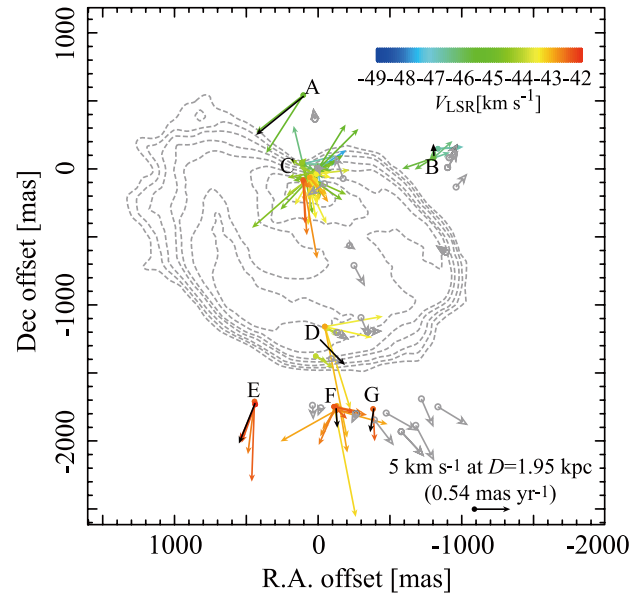 1000
0
-1000
-2000
Dec offset [mas]
-49-48-47-46-45-44-43-42
V_LSR[km s⁻¹]
A
B
C
D
E
F
G
5 km s⁻¹ at D=1.95 kpc
(0.54 mas yr⁻¹)
1000 0 -1000 -2000
R.A. offset [mas]